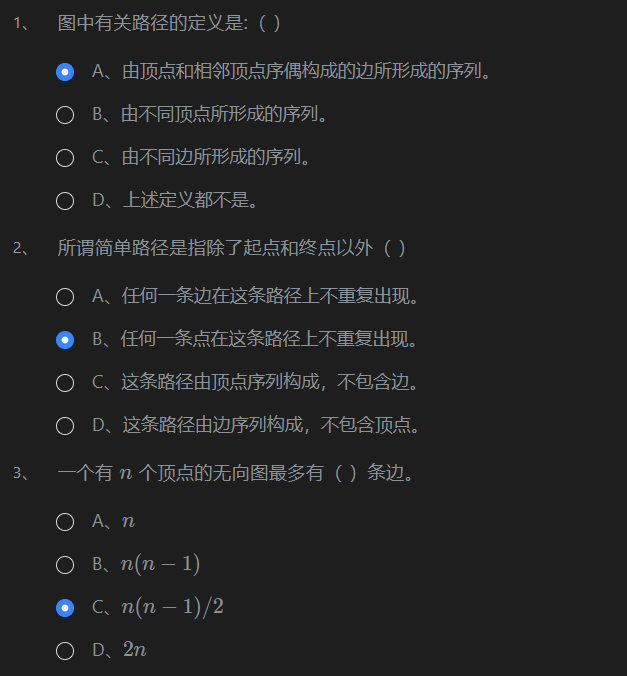 1、 图中有关路径的定义是:（ ）
A、由顶点和相邻顶点序偶构成的边所形成的序列。
B、由不同顶点所形成的序列。
C、由不同边所形成的序列。
D、上述定义都不是。
2、 所谓简单路径是指除了起点和终点以外（ ）
A、任何一条边在这条路径上不重复出现。
B、任何一条点在这条路径上不重复出现。
C、这条路径由顶点序列构成，不包含边。
D、这条路径由边序列构成，不包含顶点。
3、 一个有 n 个顶点的无向图最多有（ ）条边。
A、n
B、n(n − 1)
C、n(n − 1)/2
D、2n